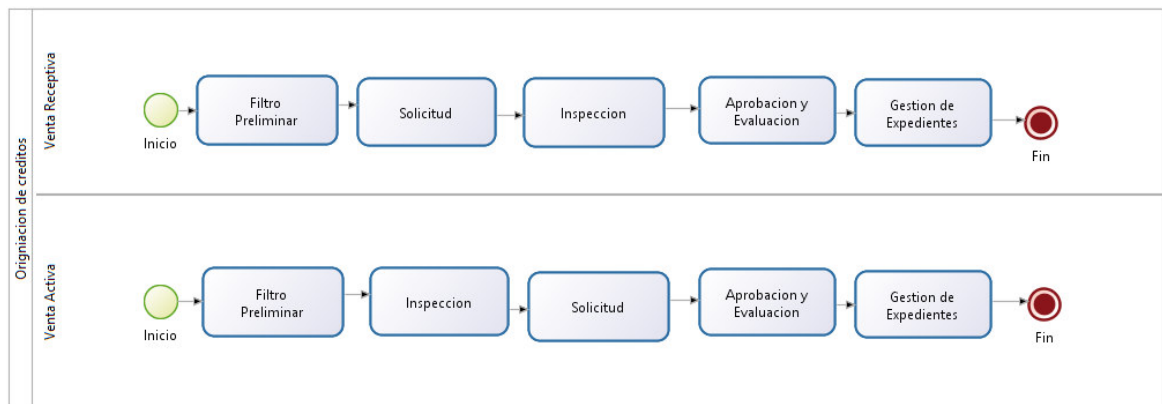 Origniacion de creditos
Venta Receptiva
Inicio
Filtro
Preliminar
Solicitud
Inspeccion
Aprobacion y
Evaluacion
Gestion de
Expedientes
Fin
Venta Activa
Inicio
Filtro
Preliminar
Inspeccion
Solicitud
Aprobacion y
Evaluacion
Gestion de
Expedientes
Fin